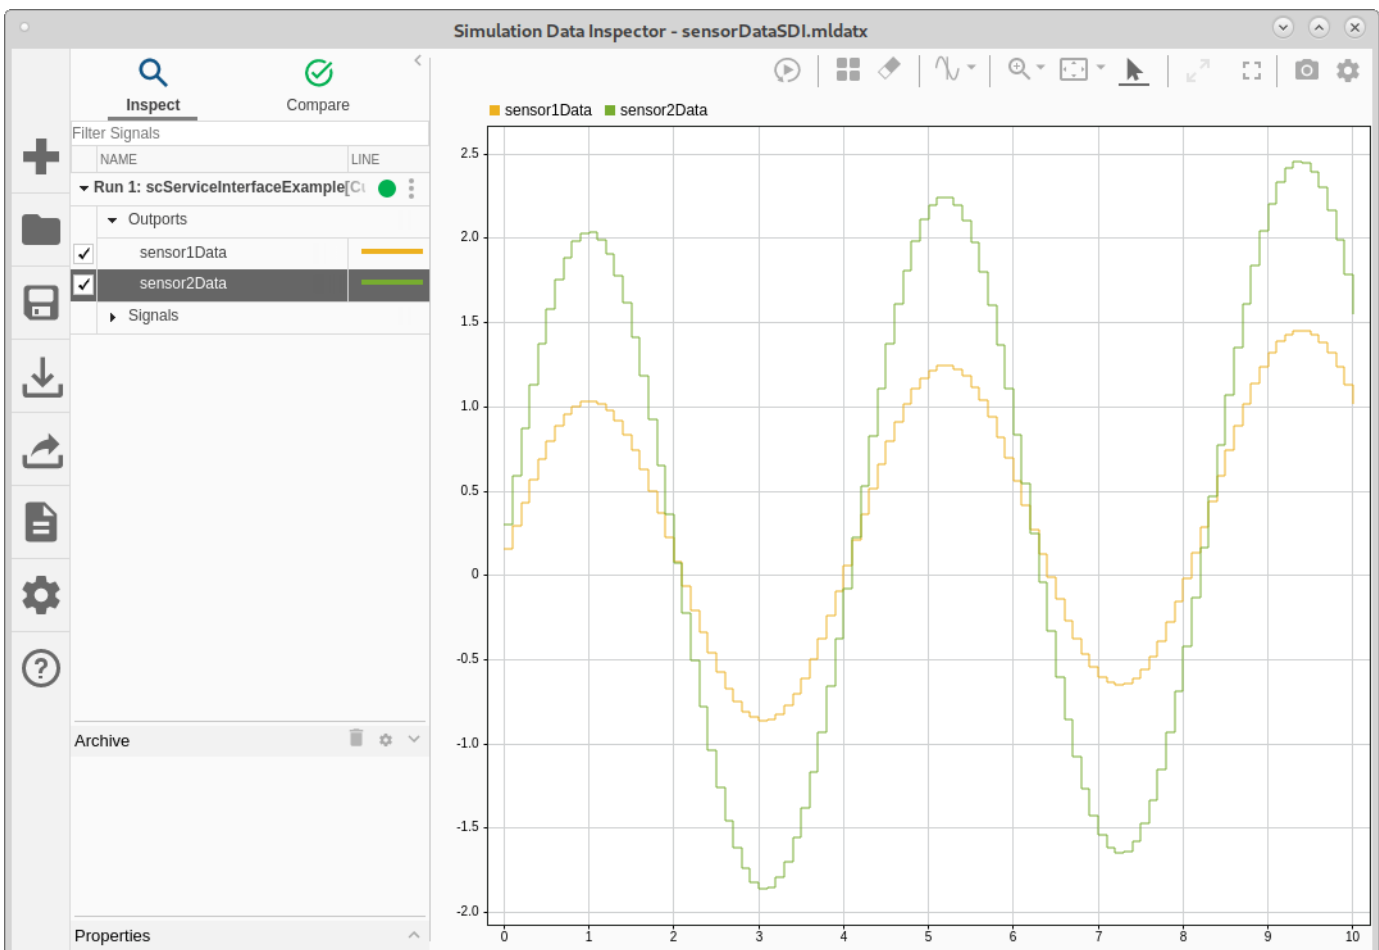 Simulation Data Inspector - sensorDataSDI.mldatx
Inspect
Compare
Filter Signals
NAME LINE
Run 1: scServiceInterfaceExample[Cu
Outports
sensor1Data
sensor2Data
Signals
Archive
Properties
sensor1Data sensor2Data
2.5
2.0
1.5
1.0
0.5
0
-0.5
-1.0
-1.5
-2.0
0 1 2 3 4 5 6 7 8 9 10